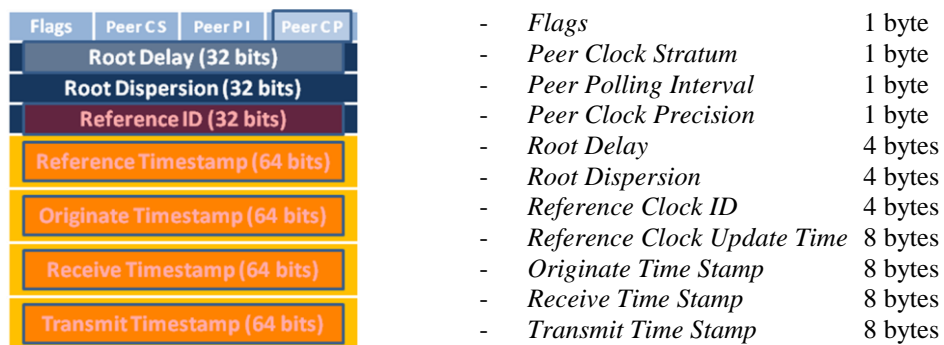 Flags Peer CS Peer PI Peer CP
Root Delay (32 bits)
Root Dispersion (32 bits)
Reference ID (32 bits)
Reference Timestamp (64 bits)
Originate Timestamp (64 bits)
Receive Timestamp (64 bits)
Transmit Timestamp (64 bits)
- Flags 1 byte
- Peer Clock Stratum 1 byte
- Peer Polling Interval 1 byte
- Peer Clock Precision 1 byte
- Root Delay 4 bytes
- Root Dispersion 4 bytes
- Reference Clock ID 4 bytes
- Reference Clock Update Time 8 bytes
- Originate Time Stamp 8 bytes
- Receive Time Stamp 8 bytes
- Transmit Time Stamp 8 bytes